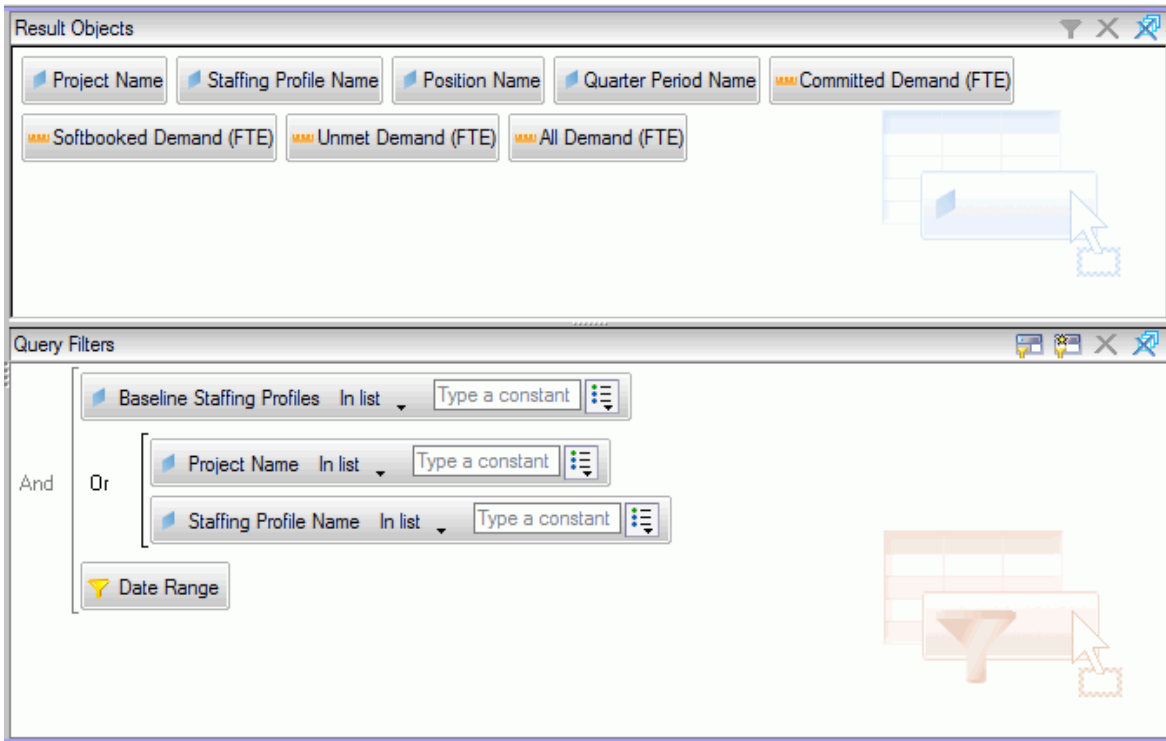 Result Objects
Project Name Staffing Profile Name Position Name Quarter Period Name Committed Demand (FTE)
Softbooked Demand (FTE) Unmet Demand (FTE) All Demand (FTE)
Query Filters
Baseline Staffing Profiles In list Type a constant
Project Name In list Type a constant
And Or
Staffing Profile Name In list Type a constant
Date Range